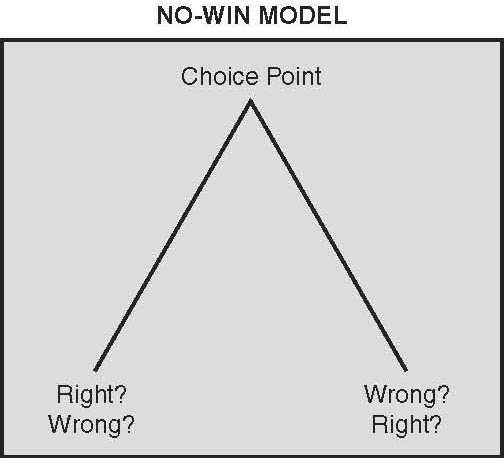 NO-WIN MODEL
Choice Point
Right?
Wrong?
Wrong?
Right?